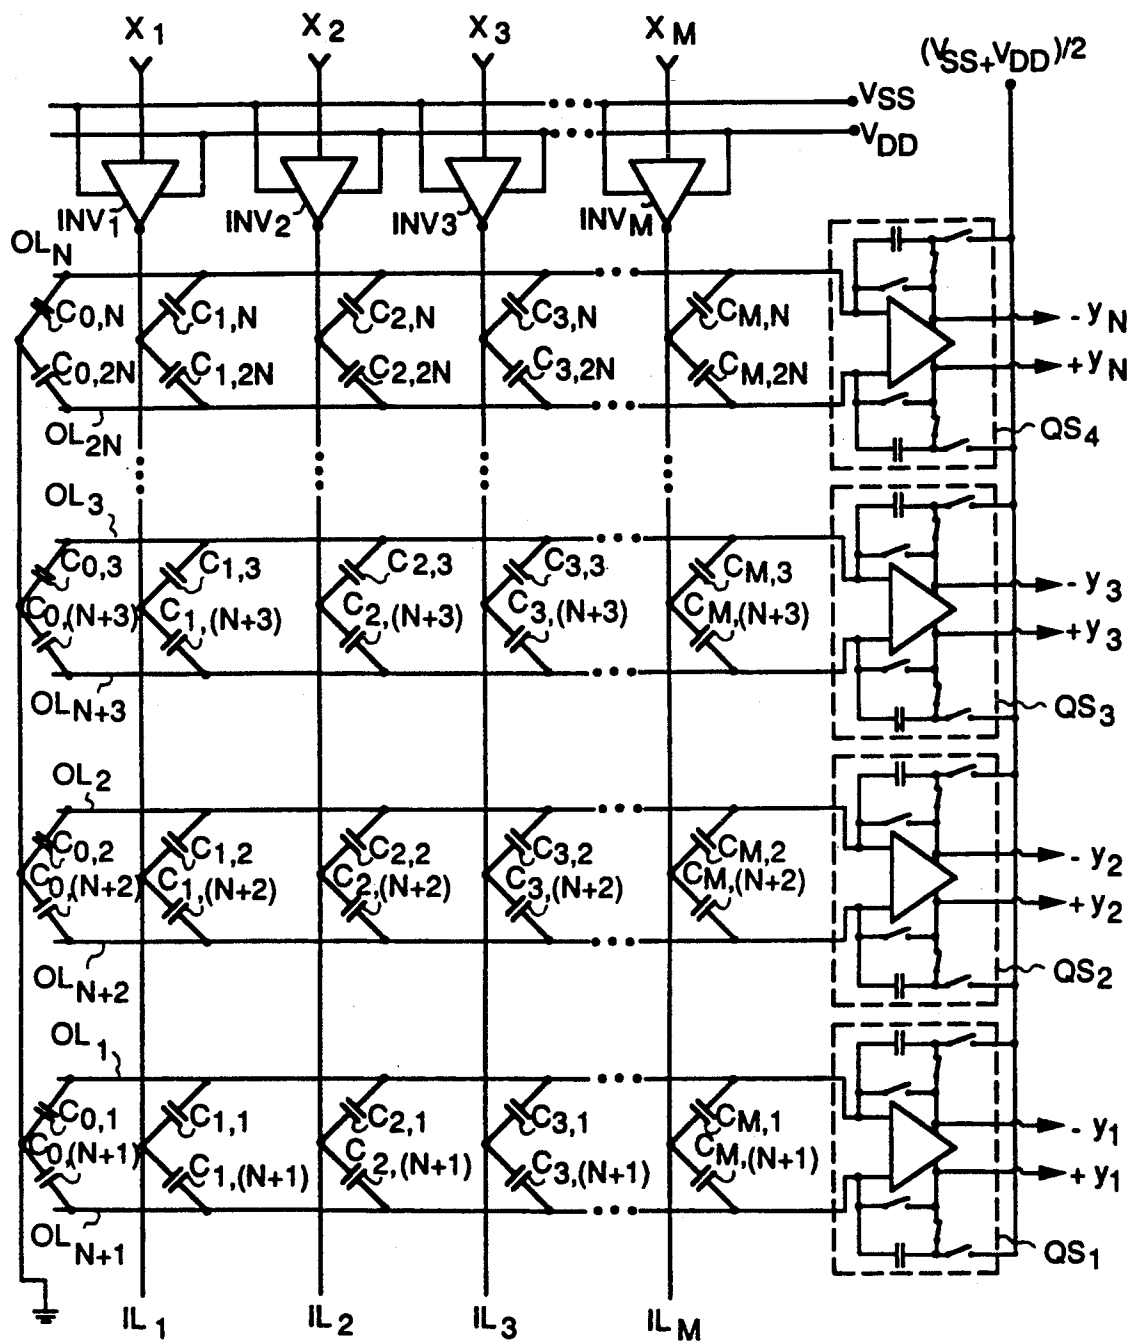 X1 X2 X3 XM (VSS+VDD)/2
VSS
VDD
INV1 INV2 INV3 INVM
OLN
C0,N C1,N C2,N C3,N CM,N
- yN
C0,2N C1,2N C2,2N C3,2N CM,2N
+ yN
OL2N
QS4
OL3
C0,3 C1,3 C2,3 C3,3 CM,3
- y3
C0,(N+3) C1,(N+3) C2,(N+3) C3,(N+3) CM,(N+3)
+ y3
OLN+3
QS3
OL2
C0,2 C1,2 C2,2 C3,2 CM,2
- y2
C0,(N+2) C1,(N+2) C2,(N+2) C3,(N+2) CM,(N+2)
+ y2
OLN+2
QS2
OL1
C0,1 C1,1 C2,1 C3,1 CM,1
- y1
C0,(N+1) C1,(N+1) C2,(N+1) C3,(N+1) CM,(N+1)
+ y1
OLN+1
QS1
IL1 IL2 IL3 ILM